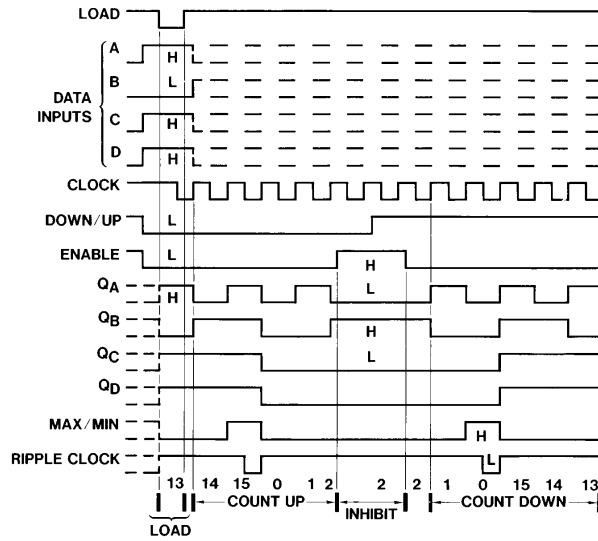 LOAD
A H
B L
DATA
INPUTS
C H
D H
CLOCK
DOWN/UP L
ENABLE L H
QA H L
QB H
QC L
QD
MAX/MIN H
RIPPLE CLOCK L
13 14 15 0 1 2 2 2 1 0 15 14 13
COUNT UP INHIBIT COUNT DOWN
LOAD